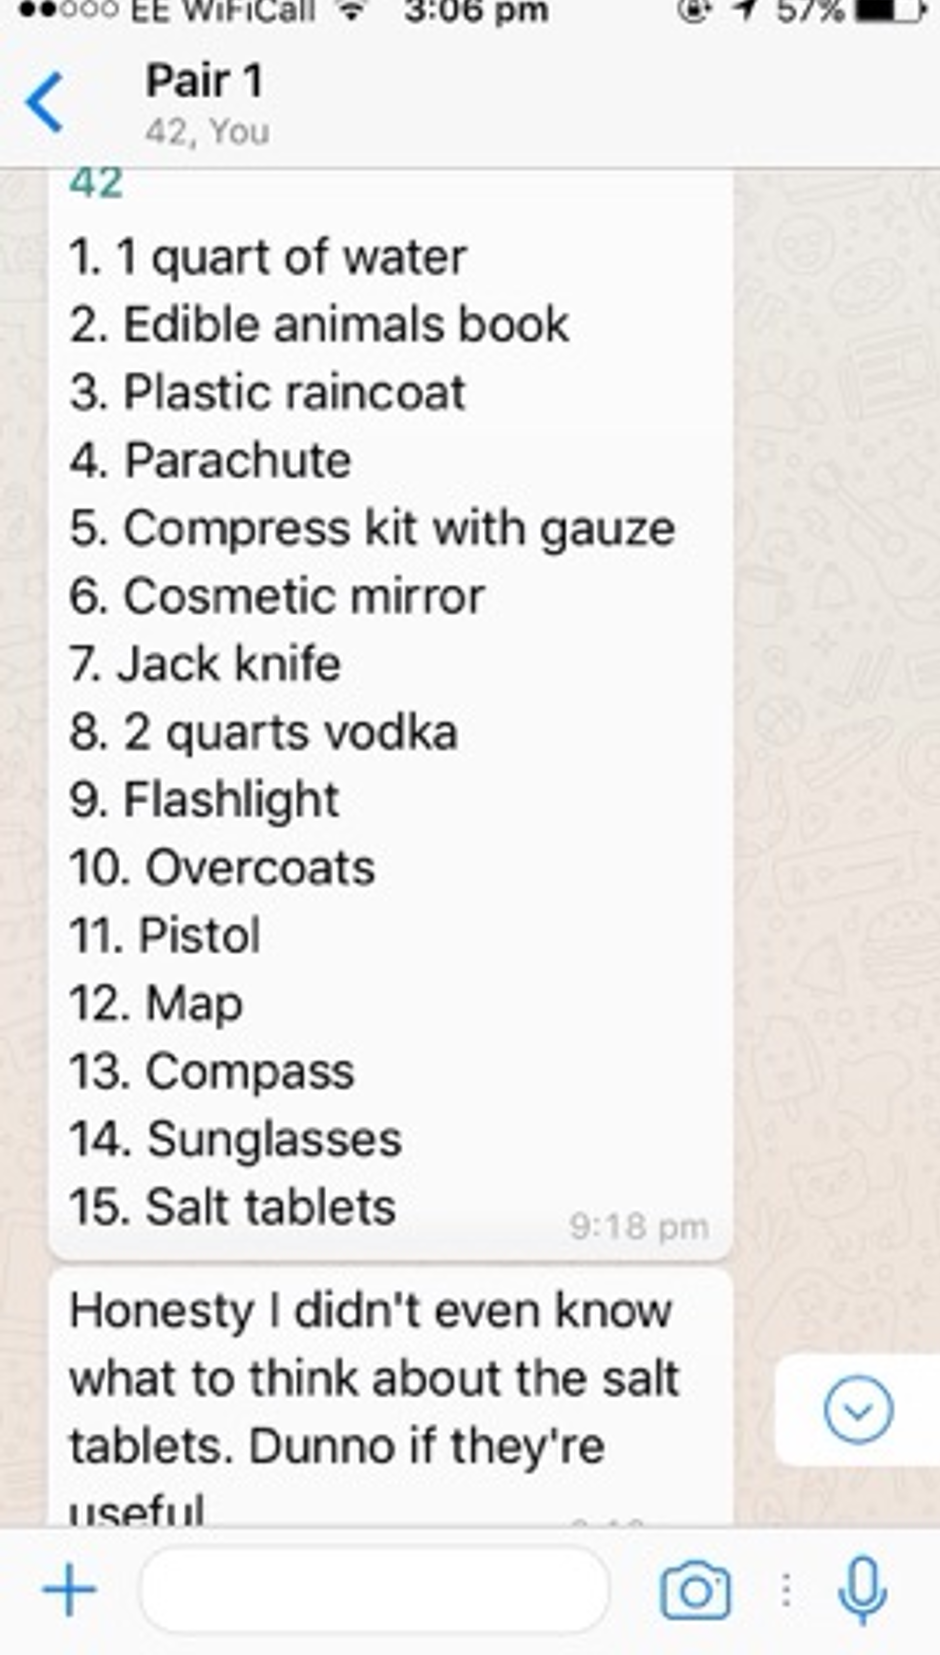 ●●○○○ EE WiFiCall 3:06 pm 57%
Pair 1
42, You
42
1. 1 quart of water
2. Edible animals book
3. Plastic raincoat
4. Parachute
5. Compress kit with gauze
6. Cosmetic mirror
7. Jack knife
8. 2 quarts vodka
9. Flashlight
10. Overcoats
11. Pistol
12. Map
13. Compass
14. Sunglasses
15. Salt tablets
9:18 pm
Honesty I didn't even know
what to think about the salt
tablets. Dunno if they're
useful